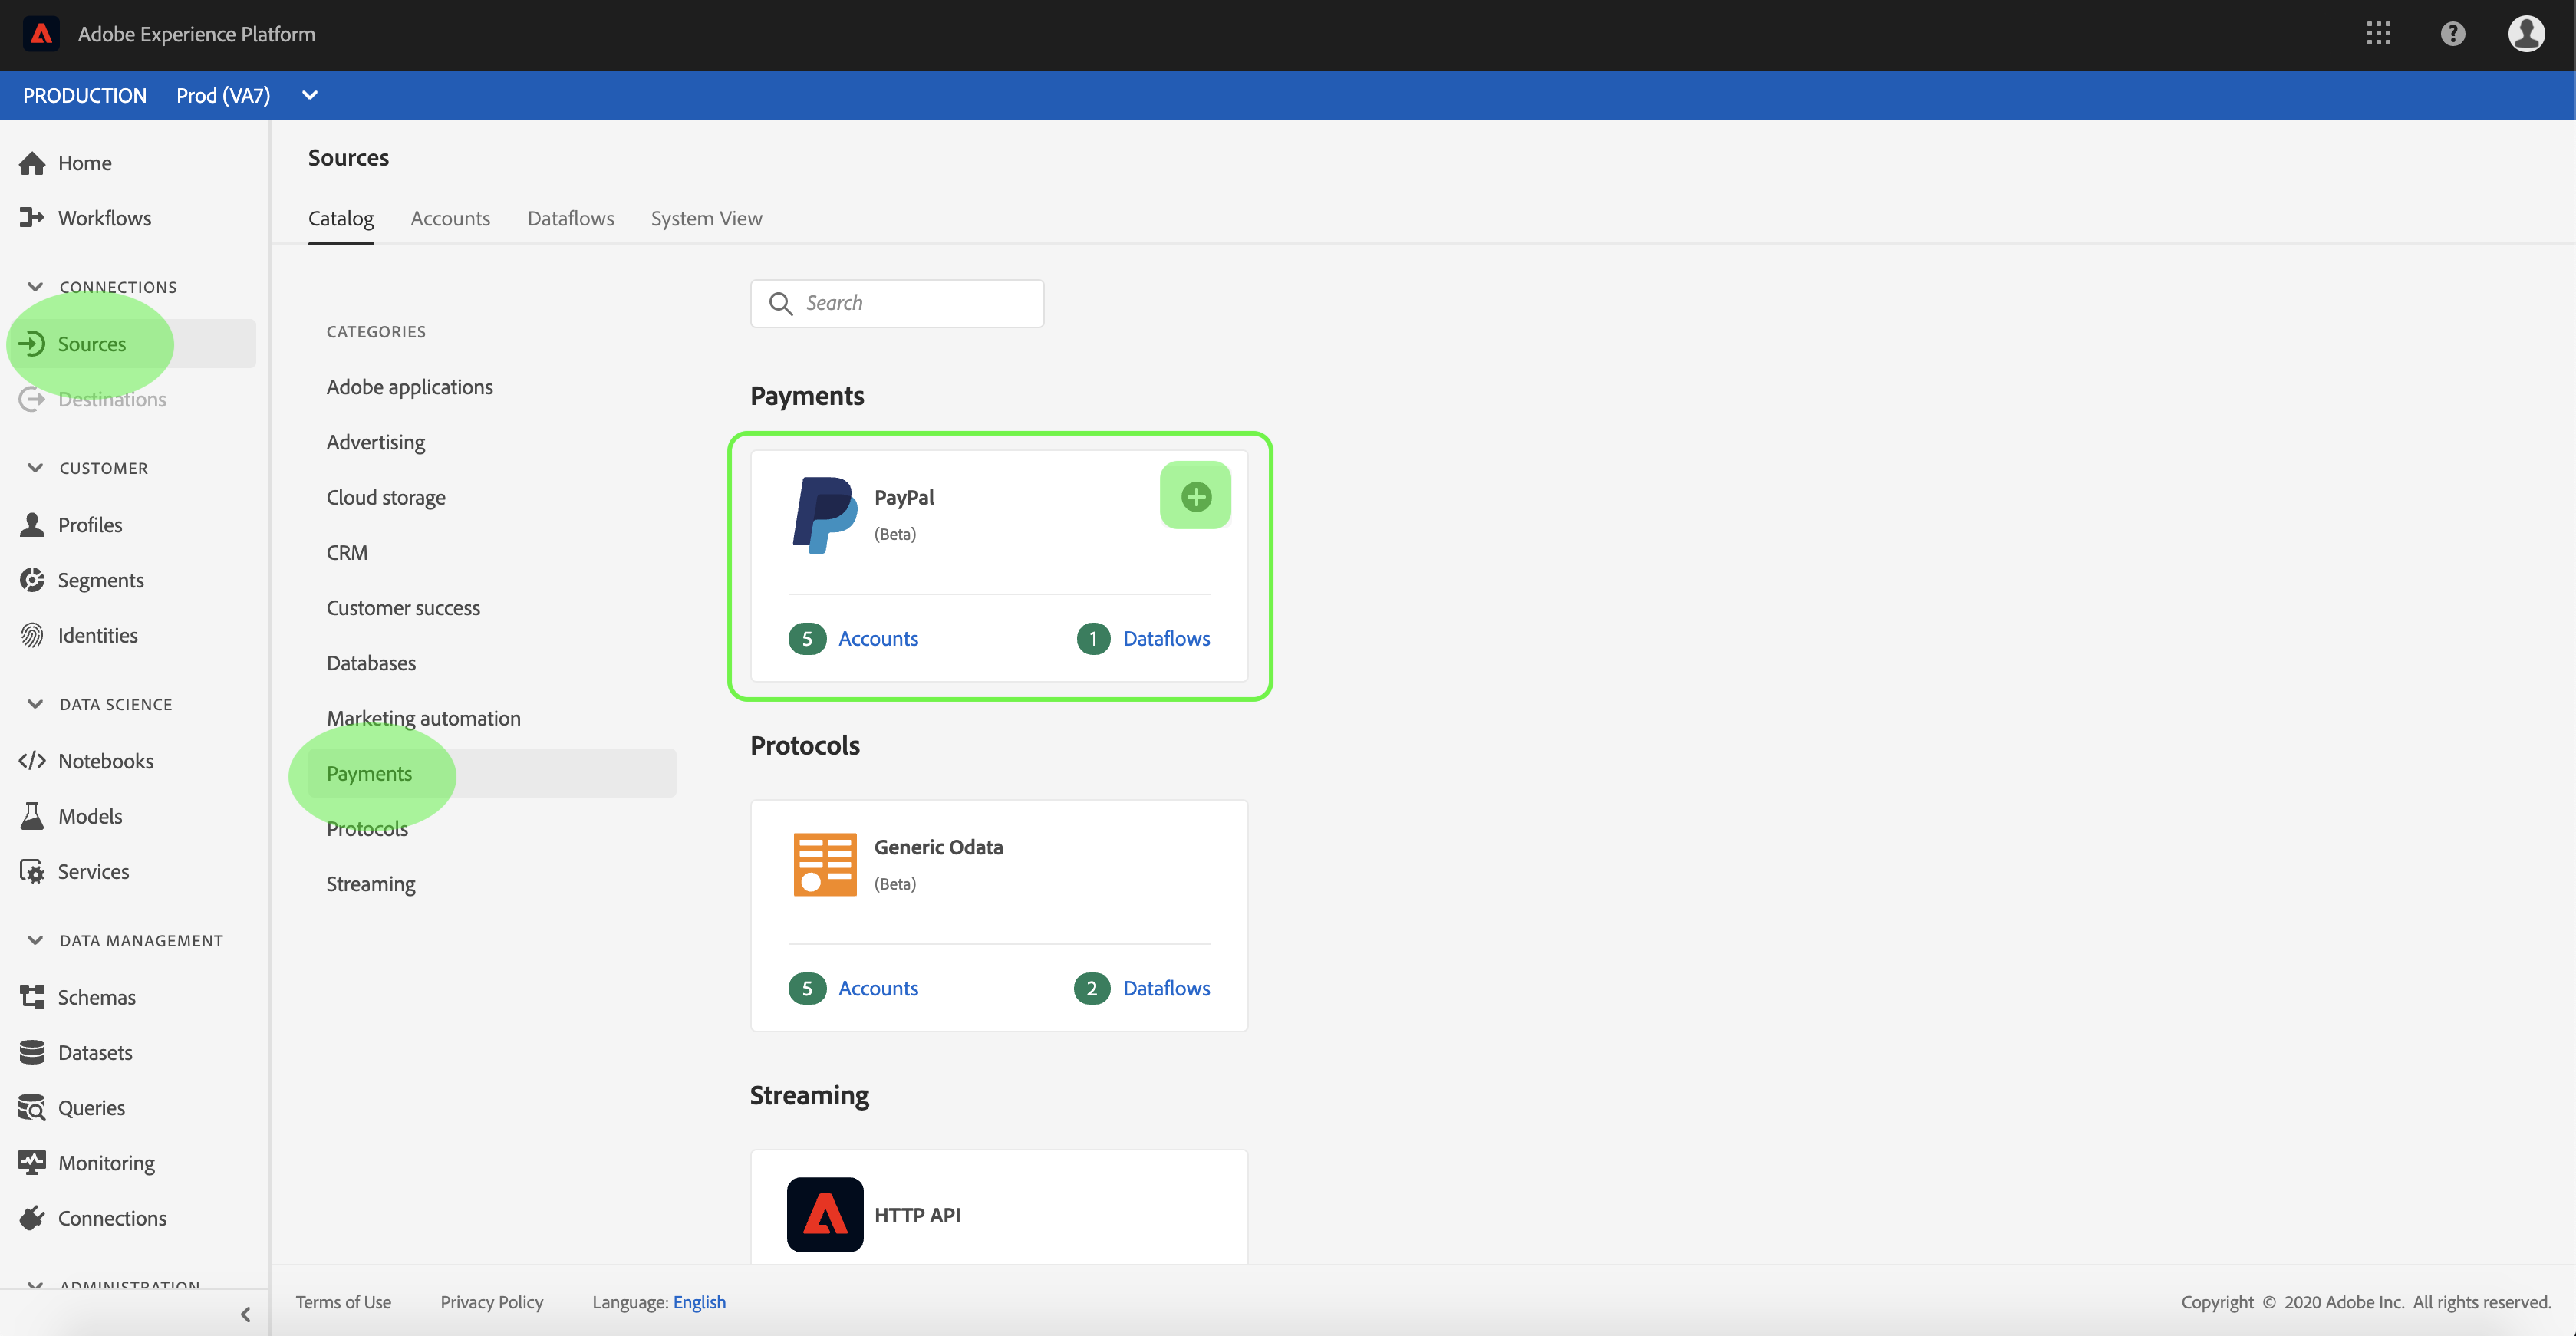 Adobe Experience Platform
PRODUCTION Prod (VA7)
Home
Workflows
CONNECTIONS
Sources
Destinations
CUSTOMER
Profiles
Segments
Identities
DATA SCIENCE
Notebooks
Models
Services
DATA MANAGEMENT
Schemas
Datasets
Queries
Monitoring
Connections
ADMINISTRATION
Sources
Catalog Accounts Dataflows System View
CATEGORIES
Adobe applications
Advertising
Cloud storage
CRM
Customer success
Databases
Marketing automation
Payments
Protocols
Streaming
Search
Payments
PayPal
(Beta)
5 Accounts 1 Dataflows
Protocols
Generic Odata
(Beta)
5 Accounts 2 Dataflows
Streaming
HTTP API
Terms of Use Privacy Policy Language: English Copyright © 2020 Adobe Inc. All rights reserved.